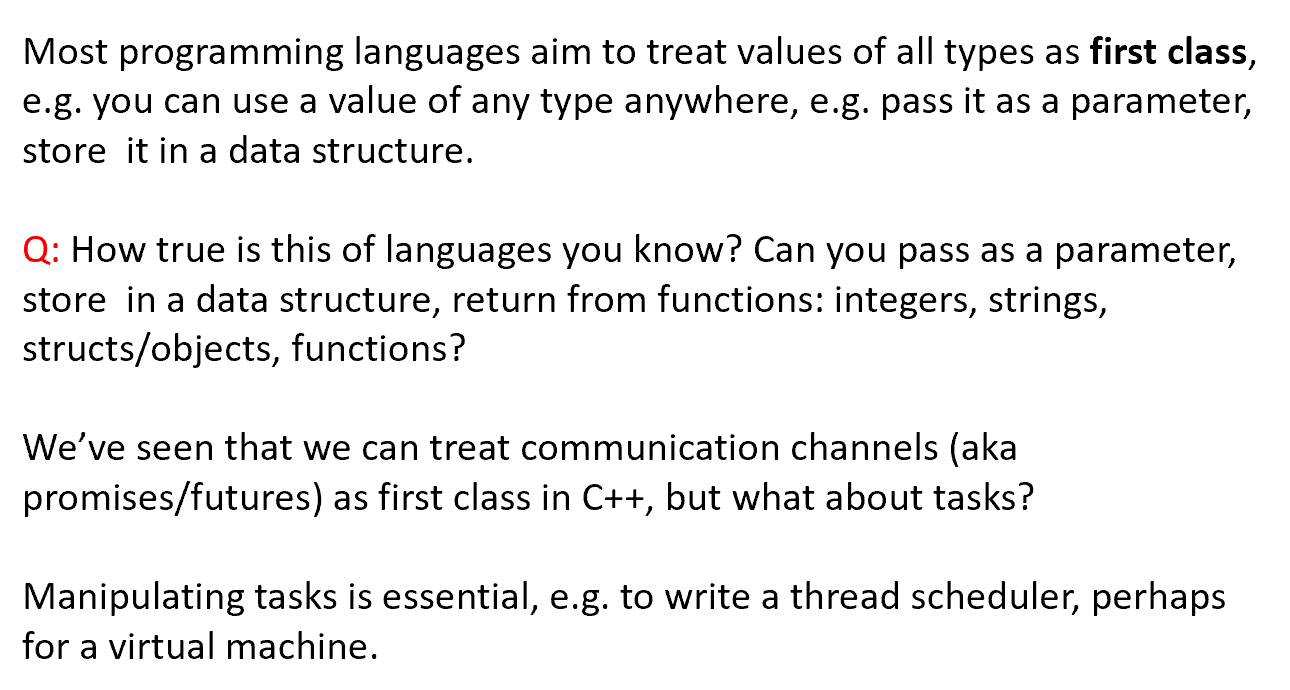 Most programming languages aim to treat values of all types as first class,
e.g. you can use a value of any type anywhere, e.g. pass it as a parameter,
store  it in a data structure.
Q: How true is this of languages you know? Can you pass as a parameter,
store  in a data structure, return from functions: integers, strings,
structs/objects, functions?
We’ve seen that we can treat communication channels (aka
promises/futures) as first class in C++, but what about tasks?
Manipulating tasks is essential, e.g. to write a thread scheduler, perhaps
for a virtual machine.